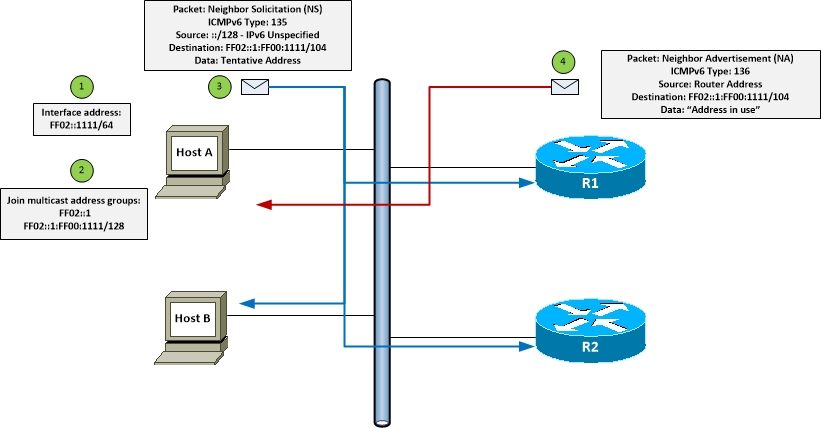 Packet: Neighbor Solicitation (NS)
ICMPv6 Type: 135
Source: ::/128 - IPv6 Unspecified
Destination: FF02::1:FF00:1111/104
Data: Tentative Address
3
4
Packet: Neighbor Advertisement (NA)
ICMPv6 Type: 136
Source: Router Address
Destination: FF02::1:FF00:1111/104
Data: “Address in use”
1
Interface address:
FF02::1111/64
2
Join multicast address groups:
FF02::1
FF02::1:FF00:1111/128
Host A
R1
Host B
R2